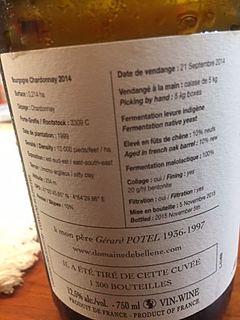 Bourgogne Chardonnay 2014
Surface : 0,214 ha
Cépage : Chardonnay
Porte-Greffe / Rootstock : 3309 C
Date de plantation : 1999
Densité / Density : 10 000 pieds/feet / ha
Exposition : est sud-est / east-south-east
Date de vendange : 21 Septembre 2014
Vendangé à la main : caisse de 5 kg
Picking by hand : 5 kg boxes
Fermentation levure indigène
Fermentation native yeast
Elevé en fûts de chêne : 10% neufs
Aged in french oak barrel : 10% new
Fermentation malolactique : 100%
Collage : oui / Fining : yes
20 g/hl bentonite
Filtration : oui / Filtration : yes
Mise en bouteille : 5 Novembre 2015
Bottled : 2015 November 5th
à mon père Gérard POTEL 1936-1997
www.domainedebellene.com
IL A ÉTÉ TIRÉ DE CETTE CUVÉE
1 300 BOUTEILLES
12,5% alc./vol. - 750 ml VIN-WINE
PRODUIT DE FRANCE - PRODUCT OF FRANCE